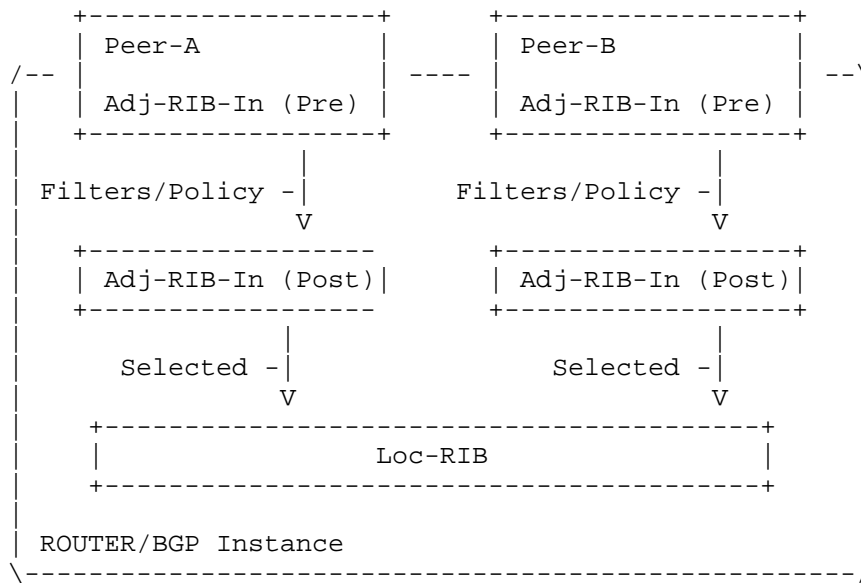 Peer-A Peer-B
Adj-RIB-In (Pre) Adj-RIB-In (Pre)
Filters/Policy - Filters/Policy -
V V
Adj-RIB-In (Post) Adj-RIB-In (Post)
Selected - Selected -
V V
Loc-RIB
ROUTER/BGP Instance